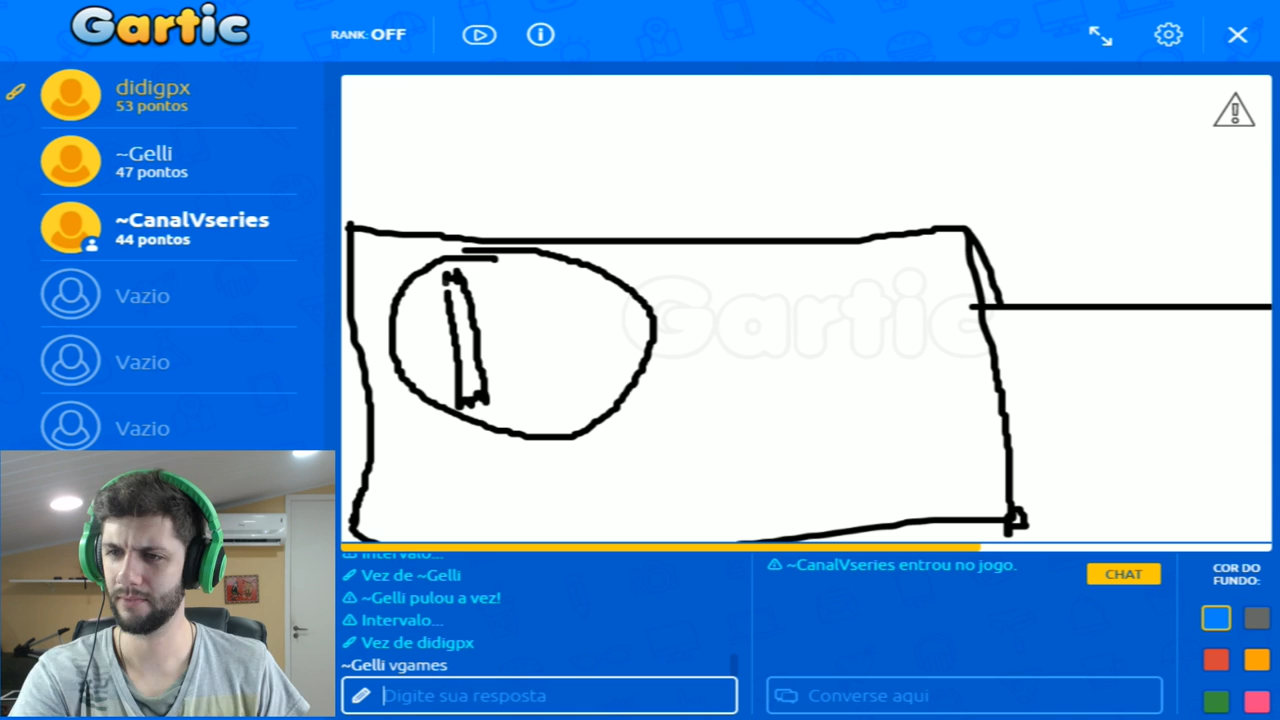 Gartic
RANK: OFF
didigpx
53 pontos
~Gelli
47 pontos
~CanalVseries
44 pontos
Vazio
Vazio
Vazio
Gartic
Intervalo...
Vez de ~Gelli
~Gelli pulou a vez!
Intervalo...
Vez de didigpx
~Gelli vgames
Digite sua resposta
~CanalVseries entrou no jogo.
CHAT
Converse aqui
COR DO
FUNDO: